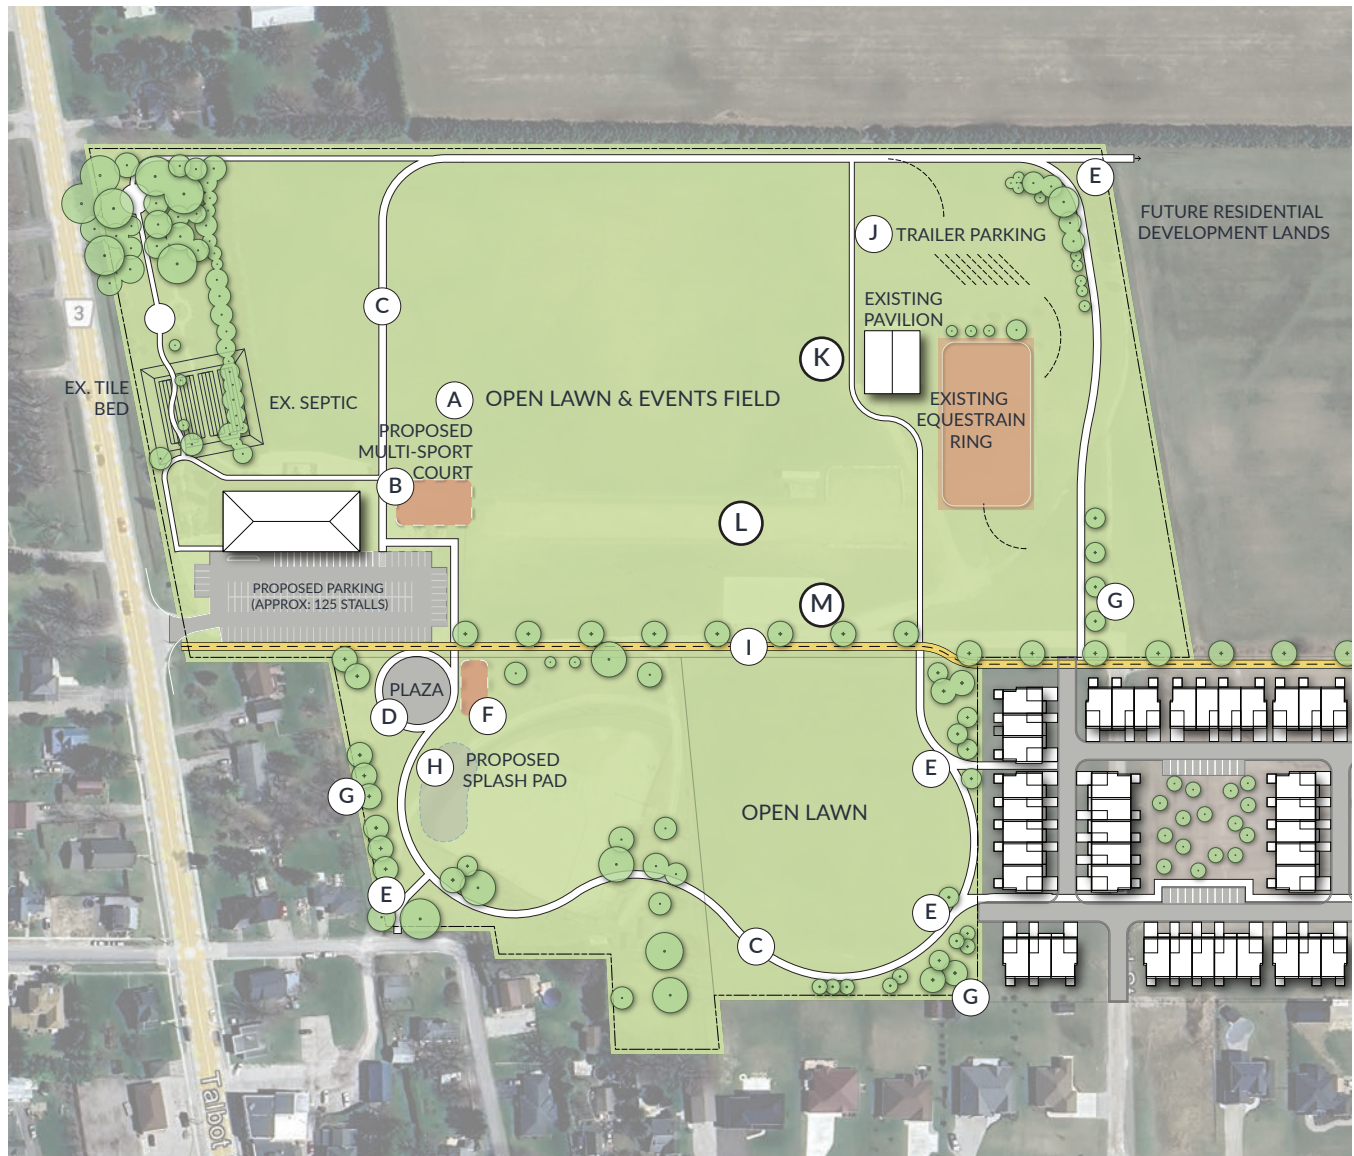 E
FUTURE RESIDENTIAL
DEVELOPMENT LANDS
J
TRAILER PARKING
C
EXISTING
PAVILION
3
K
EX. TILE
BED
EX. SEPTIC
A
OPEN LAWN & EVENTS FIELD
EXISTING
EQUESTRAIN
RING
PROPOSED
MULTI-SPORT
COURT
B
L
PROPOSED PARKING
(APPROX: 125 STALLS)
M
G
I
PLAZA
D
F
H
PROPOSED
SPLASH PAD
E
G
OPEN LAWN
E
E
C
G
Talbot